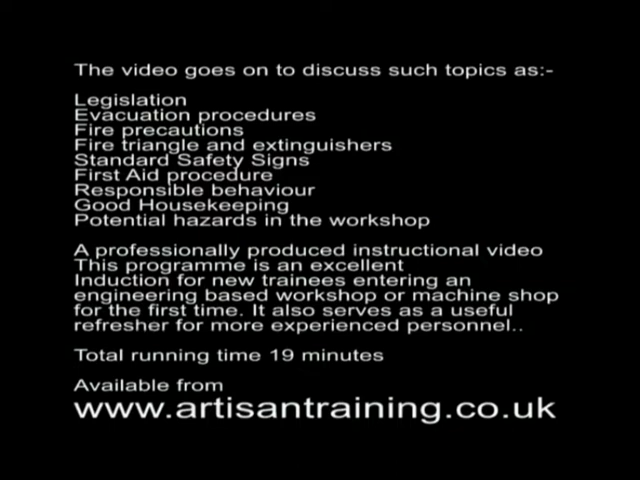 The video goes on to discuss such topics as:-
Legislation
Evacuation procedures
Fire precautions
Fire triangle and extinguishers
Standard Safety Signs
First Aid procedure
Responsible behaviour
Good Housekeeping
Potential hazards in the workshop
A professionally produced instructional video
This programme is an excellent
Induction for new trainees entering an
engineering based workshop or machine shop
for the first time. It also serves as a useful
refresher for more experienced personnel..
Total running time 19 minutes
Available from
www.artisantraining.co.uk